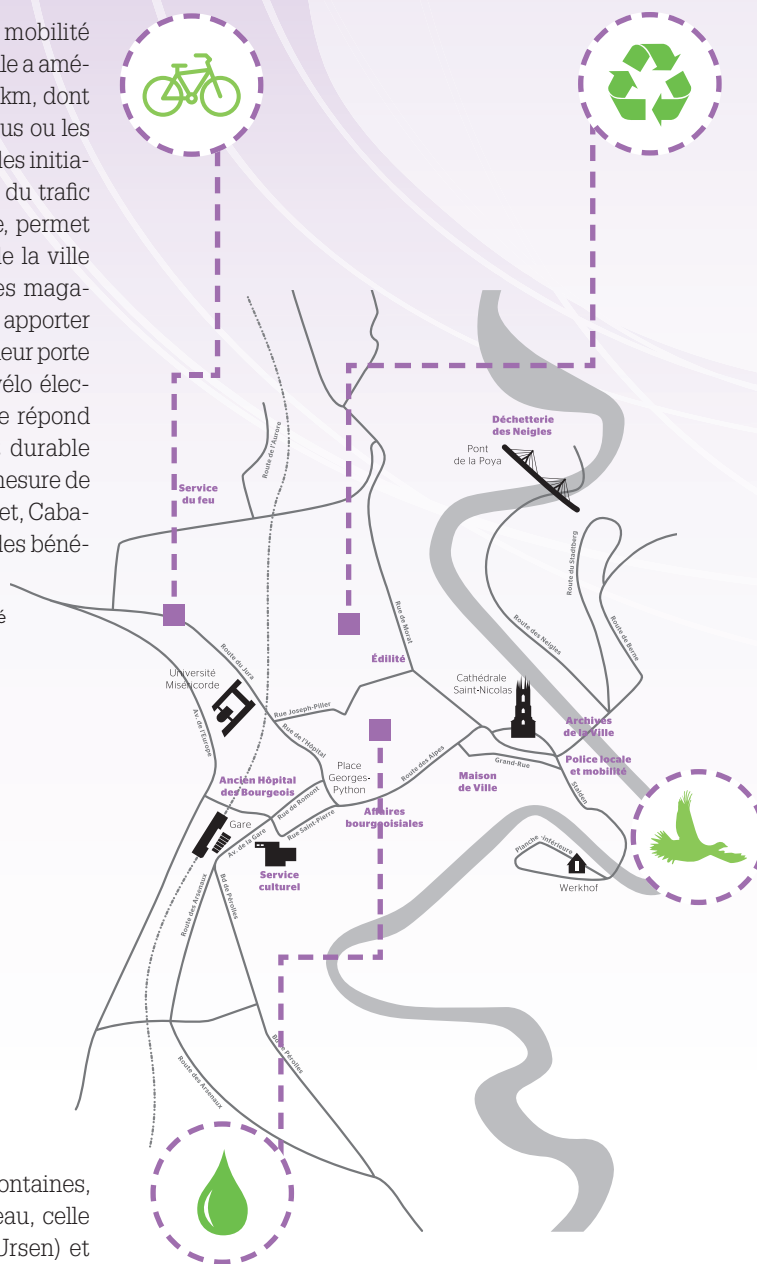 mobilité
le a amé-
km, dont
us ou les
les initia-
du trafic
e, permet
le la ville
es maga-
apporter
leur porte
vélo élec-
e répond
durable
nesure de
et, Caba-
les béné-
é
Déchetterie
des Neigles
Pont
de la Poya
Route de l'Aurore
Service
du feu
Route du Stadtberg
Route des Neigles
Route de Berne
Rue de Morat
Édilité
Route du Jura
Université
Miséricorde
Cathédrale
Saint-Nicolas
Av. de l'Europe
Rue Joseph-Piller
Rue de l'Hôpital
Archives
de la Ville
Place
Georges-
Python
Route des Alpes
Grand-Rue
Police locale
et mobilité
Ancien Hôpital
des Bourgeois
Maison
de Ville
Stalden
Rue de Romont
Rue Saint-Pierre
Affaires
bourgeoisiales
Gare
Av. de la Gare
Service
culturel
Planche-Inférieure
Werkhof
Route des Arsenaux
Bd de Pérolles
Bd de Pérolles
Route des Arsenaux
ontaines,
eau, celle
Ursen) et